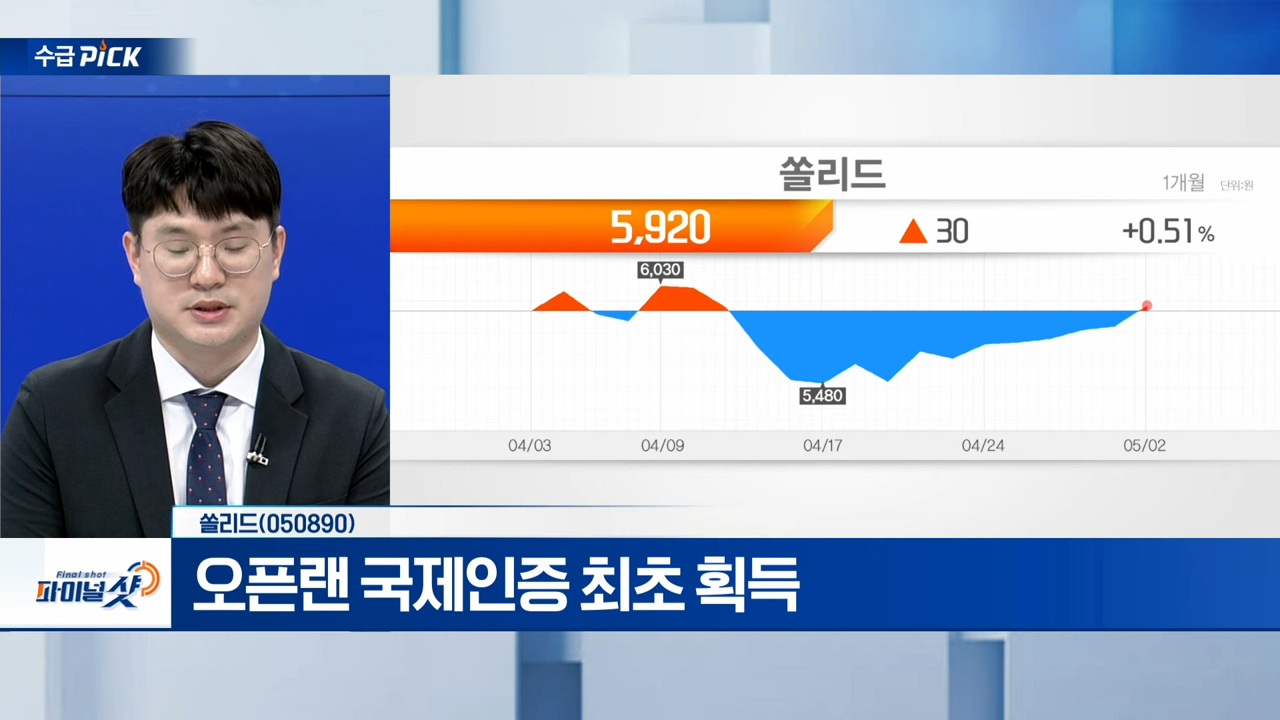 수급 PiCK
쏠리드
1개월 단위:원
5,920 ▲ 30 +0.51%
6,030
5,480
04/03 04/09 04/17 04/24 05/02
쏠리드(050890)
Final shot
파이널샷
오픈랜 국제인증 최초 획득